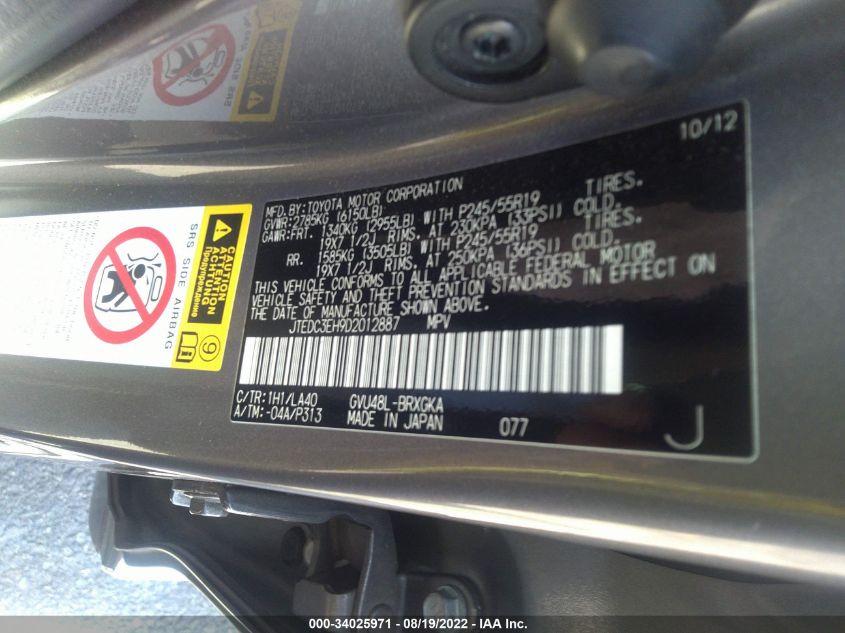 10/12
MFD. BY: TOYOTA MOTOR CORPORATION
GVWR: 2785KG (6150LB)
GAWR: FRT. 1340KG (2955LB) WITH P245/55R19 TIRES.
19X7 1/2J RIMS. AT 230KPA (33PSI) COLD.
RR. 1585KG (3505LB) WITH P245/55R19 TIRES.
19X7 1/2J RIMS. AT 250KPA (36PSI) COLD.
THIS VEHICLE CONFORMS TO ALL APPLICABLE FEDERAL MOTOR
VEHICLE SAFETY AND THEFT PREVENTION STANDARDS IN EFFECT ON
THE DATE OF MANUFACTURE SHOWN ABOVE.
JTEDC3EH9D2012887 MPV
C/TR: 1H1/LA40 GVU48L-BRXGKA
A/TM: -04A/P313 MADE IN JAPAN 077
J
CAUTION
ATTENTION
ACHTUNG
Предупреждение
SRS SIDE AIRBAG
9
000-34025971 - 08/19/2022 - IAA Inc.